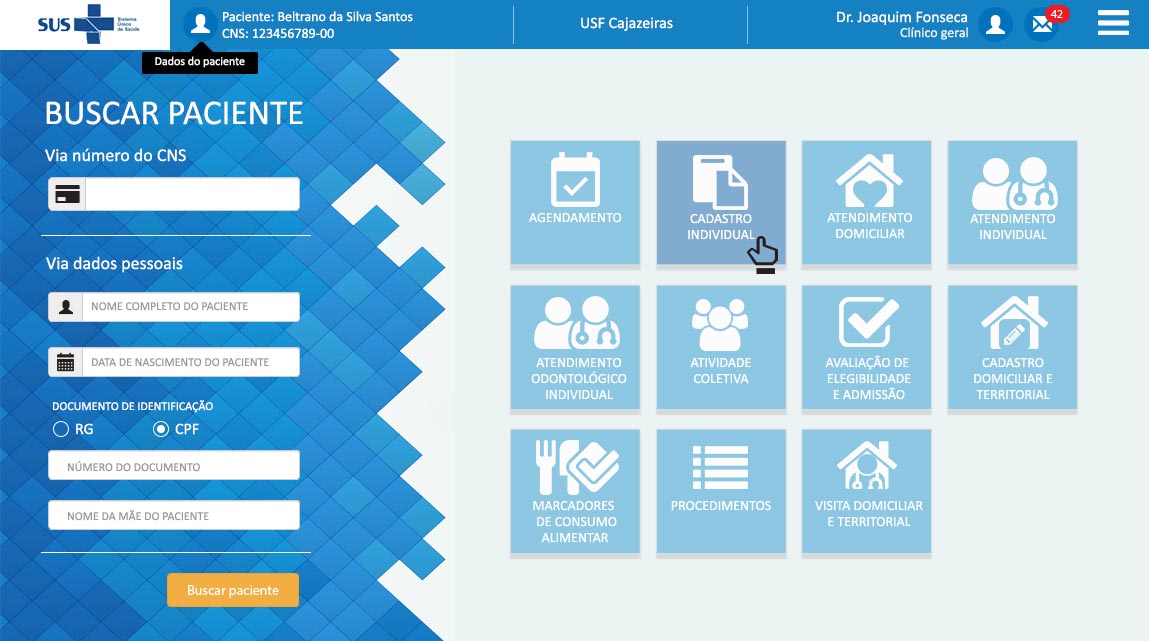 SUS
Sistema
Único
de Saúde
Paciente: Beltrano da Silva Santos
CNS: 123456789-00
Dados do paciente
USF Cajazeiras
Dr. Joaquim Fonseca
Clínico geral
42
BUSCAR PACIENTE
Via número do CNS
Via dados pessoais
NOME COMPLETO DO PACIENTE
DATA DE NASCIMENTO DO PACIENTE
DOCUMENTO DE IDENTIFICAÇÃO
RG
CPF
NÚMERO DO DOCUMENTO
NOME DA MÃE DO PACIENTE
Buscar paciente
AGENDAMENTO
CADASTRO
INDIVIDUAL
ATENDIMENTO
DOMICILIAR
ATENDIMENTO
INDIVIDUAL
ATENDIMENTO
ODONTOLÓGICO
INDIVIDUAL
ATIVIDADE
COLETIVA
AVALIAÇÃO DE
ELEGIBILIDADE
E ADMISSÃO
CADASTRO
DOMICILIAR E
TERRITORIAL
MARCADORES
DE CONSUMO
ALIMENTAR
PROCEDIMENTOS
VISITA DOMICILIAR
E TERRITORIAL